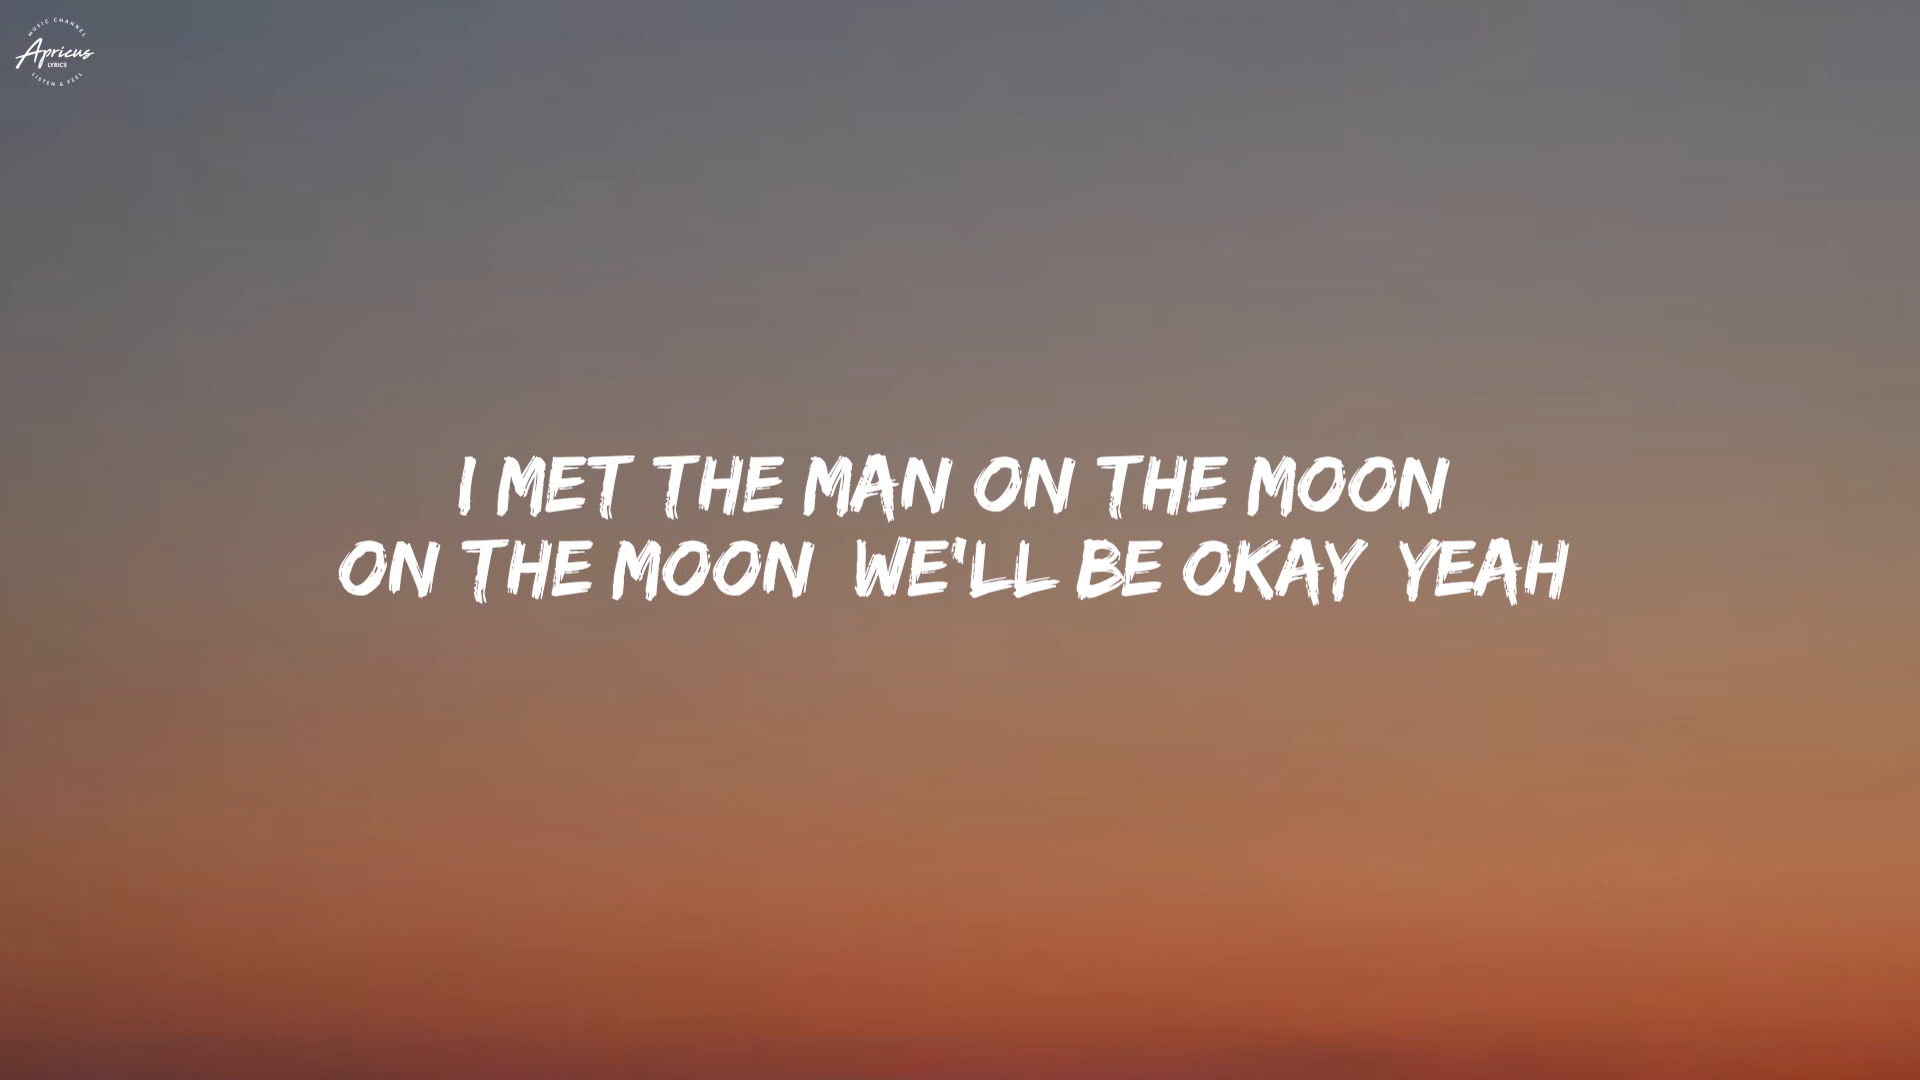 MUSIC CHANNEL
Apricus
LYRICS
LISTEN & FEEL
I MET THE MAN ON THE MOON
ON THE MOON WE'LL BE OKAY YEAH